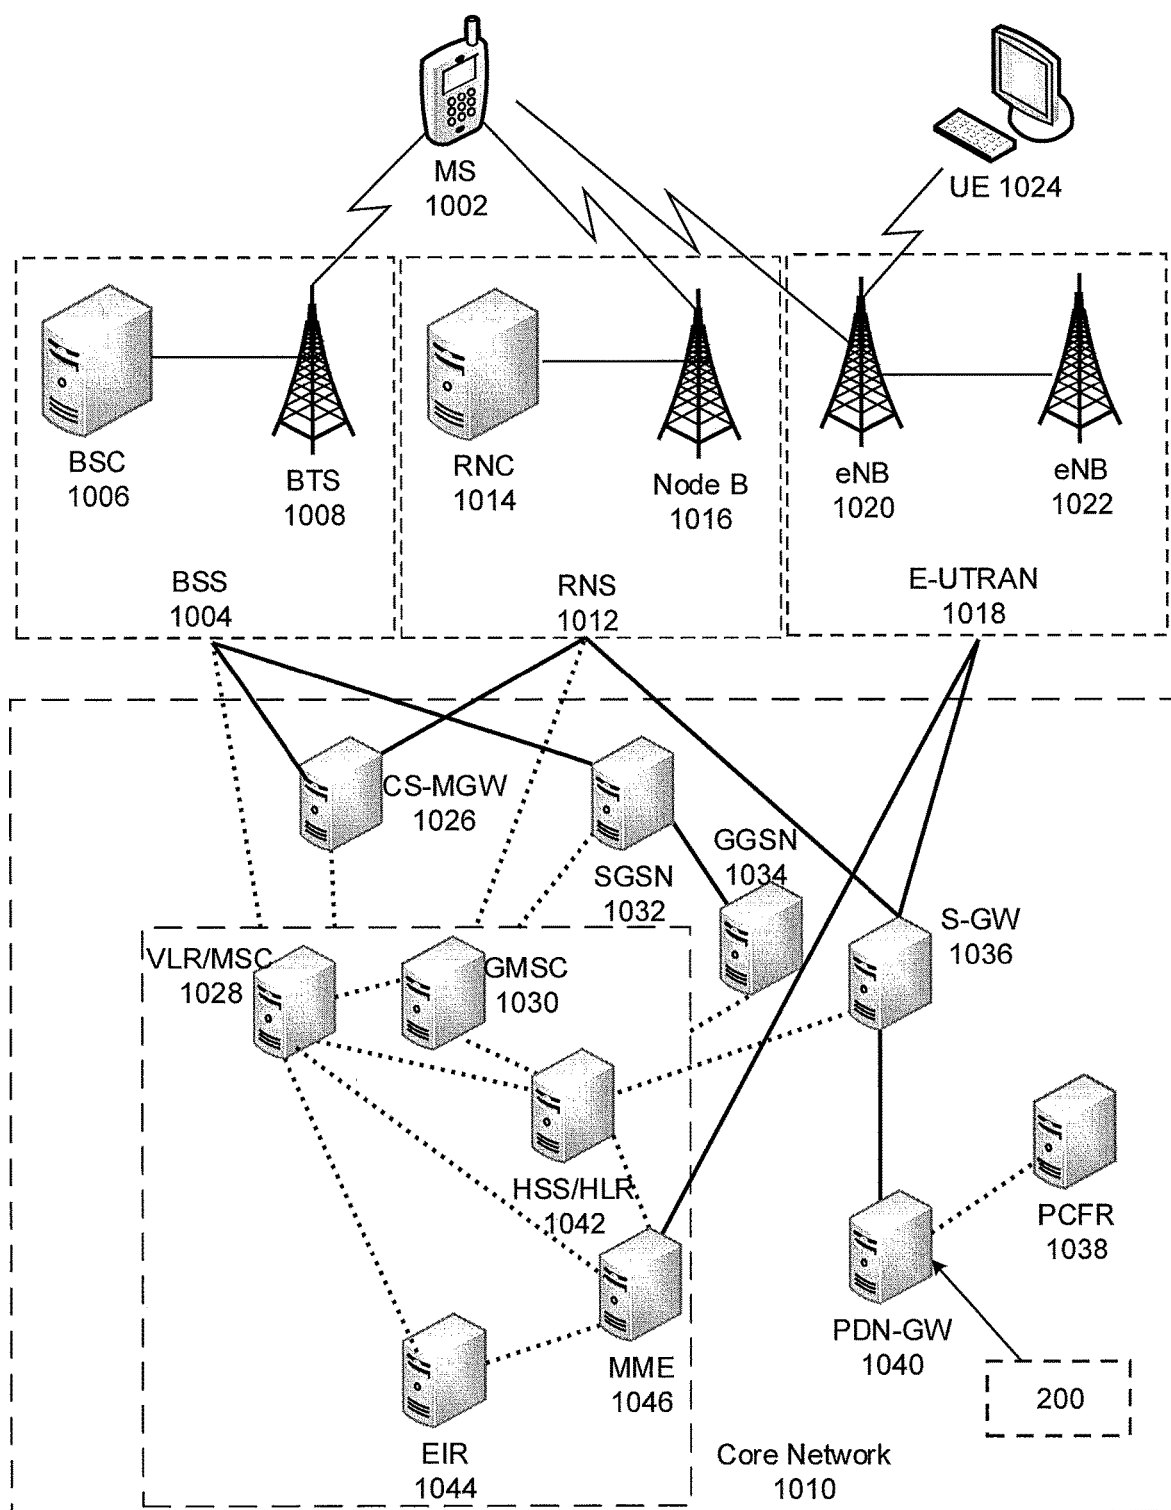 MS
1002
UE 1024
BSC
1006
BTS
1008
RNC
1014
Node B
1016
eNB
1020
eNB
1022
BSS
1004
RNS
1012
E-UTRAN
1018
CS-MGW
1026
SGSN
1032
GGSN
1034
S-GW
1036
VLR/MSC
1028
GMSC
1030
HSS/HLR
1042
PCFR
1038
PDN-GW
1040
MME
1046
200
EIR
1044
Core Network
1010